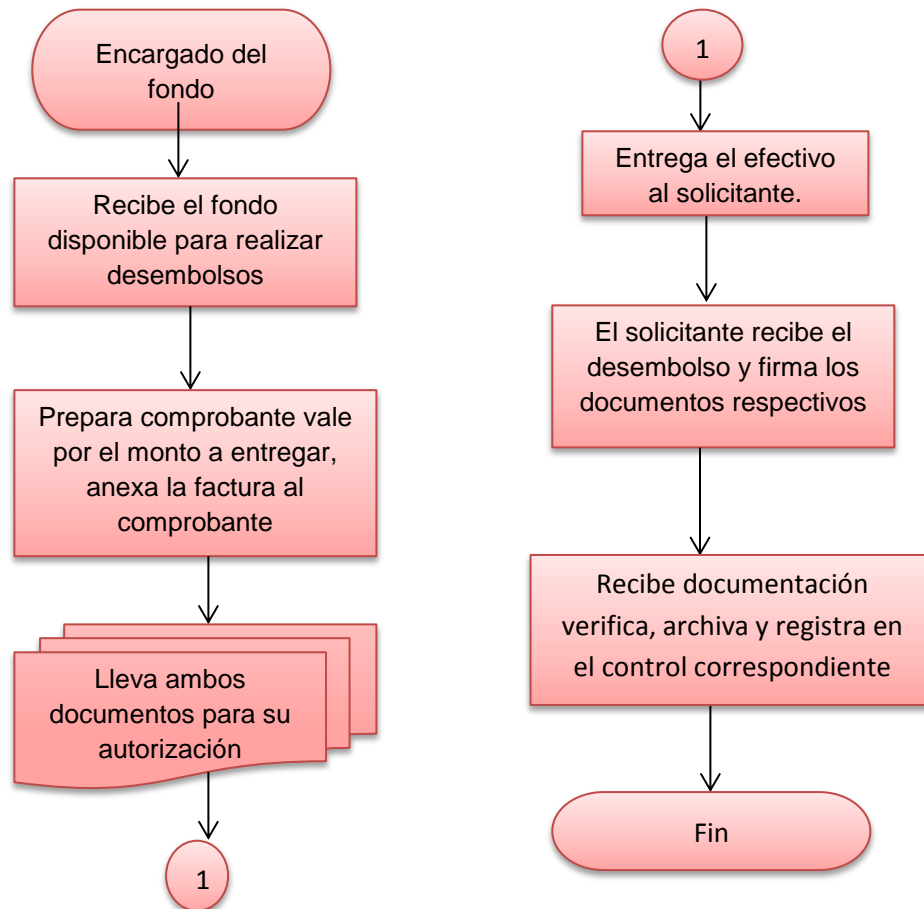 Encargado del
fondo
Recibe el fondo
disponible para realizar
desembolsos
Prepara comprobante vale
por el monto a entregar,
anexa la factura al
comprobante
Lleva ambos
documentos para su
autorización
1
1
Entrega el efectivo
al solicitante.
El solicitante recibe el
desembolso y firma los
documentos respectivos
Recibe documentación
verifica, archiva y registra en
el control correspondiente
Fin